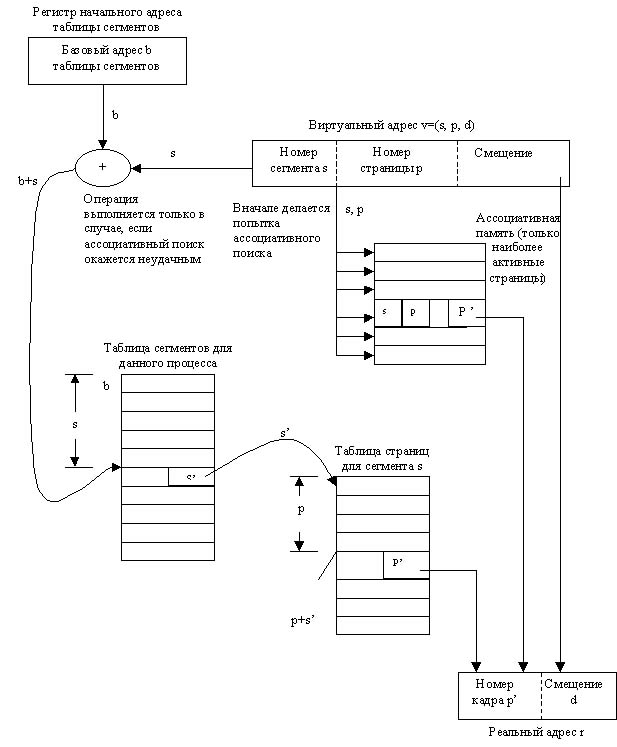 Регистр начального адреса
таблицы сегментов
Базовый адрес b
таблицы сегментов
b
Виртуальный адрес v=(s, p, d)
Номер
сегмента s
Номер
страницы p
Смещение
+
s
b+s
Операция
выполняется только в
случае, если
ассоциативный поиск
окажется неудачным
Вначале делается
попытка
ассоциативного
поиска
s, p
Ассоциативная
память (только
наиболее
активные
страницы)
s
p
P ’
Таблица сегментов для
данного процесса
b
s
s’
s’
Таблица страниц
для сегмента s
p
P’
p+s’
Номер
кадра p’
Смещение
d
Реальный адрес r